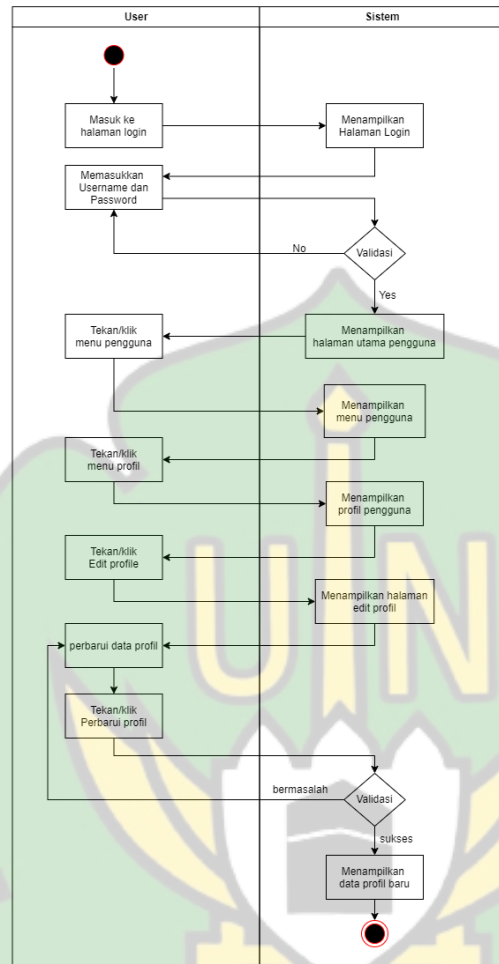 User
Sistem
Masuk ke
halaman login
Menampilkan
Halaman Login
Memasukkan
Username dan
Password
Validasi
No
Yes
Tekan/klik
menu pengguna
Menampilkan
halaman utama pengguna
Menampilkan
menu pengguna
Tekan/klik
menu profil
Menampilkan
profil pengguna
Tekan/klik
Edit profile
Menampilkan halaman
edit profil
perbarui data profil
Tekan/klik
Perbarui profil
Validasi
bermasalah
sukses
Menampilkan
data profil baru
UIN